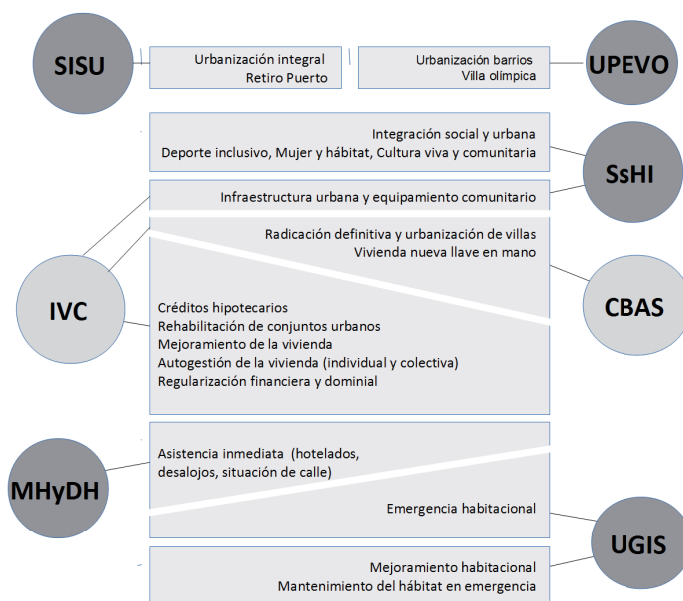 SISU
Urbanización integral
Retiro Puerto
Urbanización barrios
Villa olímpica
UPEVO
Integración social y urbana
Deporte inclusivo, Mujer y hábitat, Cultura viva y comunitaria
SsHI
Infraestructura urbana y equipamiento comunitario
Radicación definitiva y urbanización de villas
Vivienda nueva llave en mano
IVC
CBAS
Créditos hipotecarios
Rehabilitación de conjuntos urbanos
Mejoramiento de la vivienda
Autogestión de la vivienda (individual y colectiva)
Regularización financiera y dominial
Asistencia inmediata (hotelados,
desalojos, situación de calle)
MHyDH
Emergencia habitacional
UGIS
Mejoramiento habitacional
Mantenimiento del hábitat en emergencia